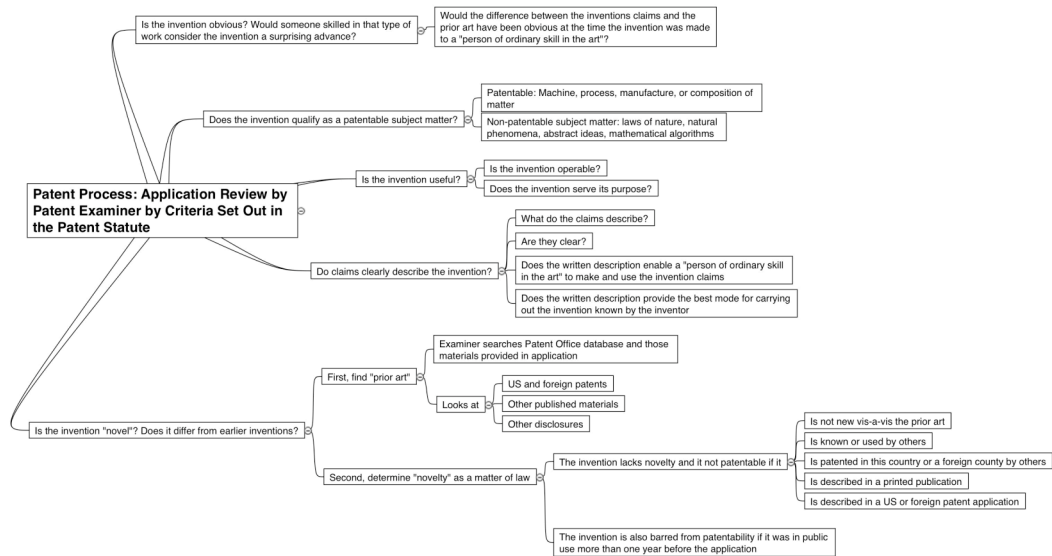 Is the invention obvious? Would someone skilled in that type of
work consider the invention a surprising advance?
Would the difference between the inventions claims and the
prior art have been obvious at the time the invention was made
to a "person of ordinary skill in the art"?
Does the invention qualify as a patentable subject matter?
Patentable: Machine, process, manufacture, or composition of
matter
Non-patentable subject matter: laws of nature, natural
phenomena, abstract ideas, mathematical algorithms
Patent Process: Application Review by
Patent Examiner by Criteria Set Out in
the Patent Statute
Is the invention useful?
Is the invention operable?
Does the invention serve its purpose?
Do claims clearly describe the invention?
What do the claims describe?
Are they clear?
Does the written description enable a "person of ordinary skill
in the art" to make and use the invention claims
Does the written description provide the best mode for carrying
out the invention known by the inventor
Is the invention "novel"? Does it differ from earlier inventions?
First, find "prior art"
Examiner searches Patent Office database and those
materials provided in application
Looks at
US and foreign patents
Other published materials
Other disclosures
Second, determine "novelty" as a matter of law
The invention lacks novelty and it not patentable if it
Is not new vis-a-vis the prior art
Is known or used by others
Is patented in this country or a foreign county by others
Is described in a printed publication
Is described in a US or foreign patent application
The invention is also barred from patentability if it was in public
use more than one year before the application